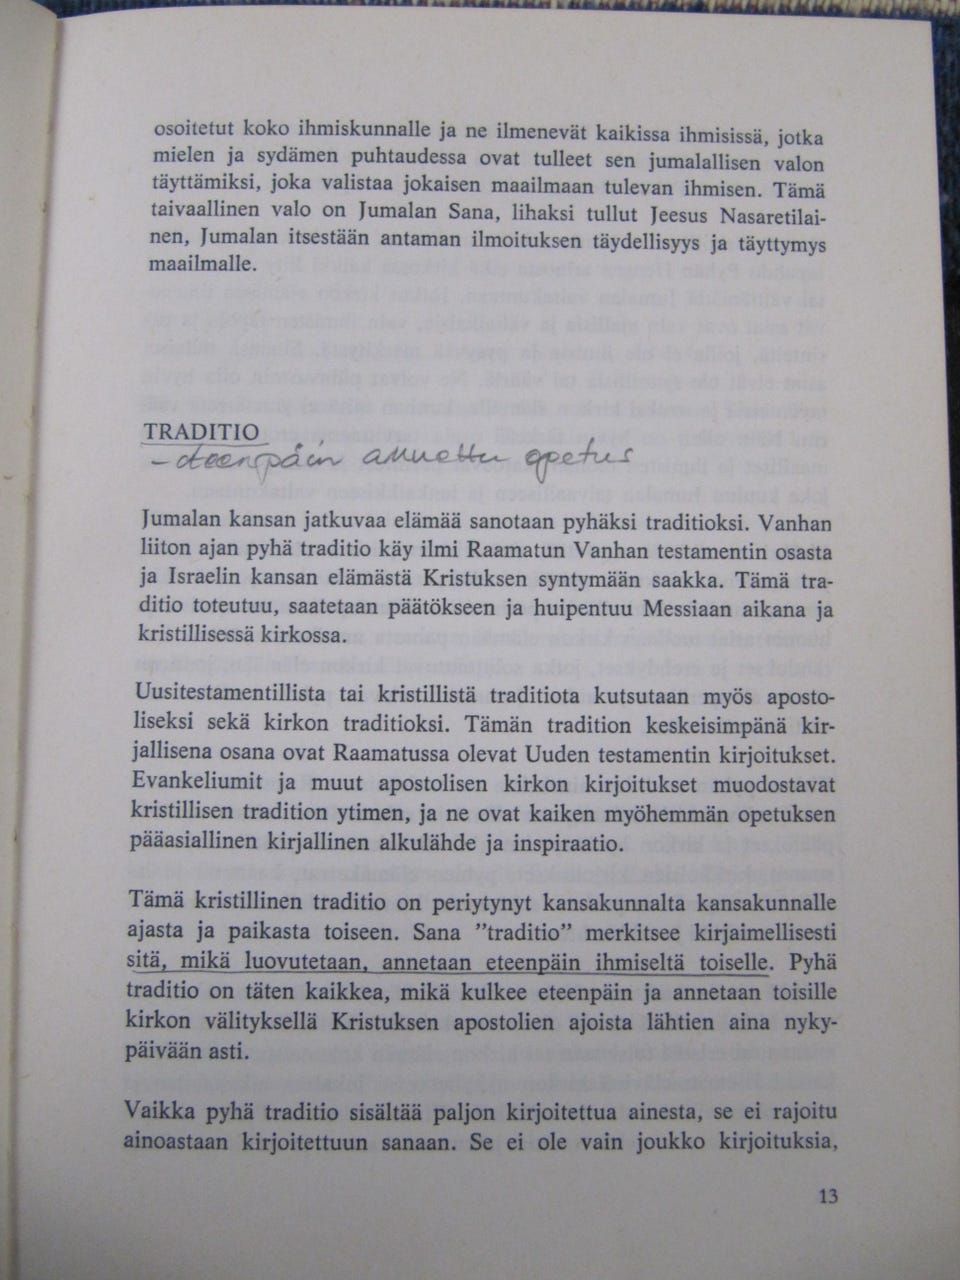 osoitetut koko ihmiskunnalle ja ne ilmenevät kaikissa ihmisissä, jotka
mielen ja sydämen puhtaudessa ovat tulleet sen jumalallisen valon
täyttämiksi, joka valistaa jokaisen maailmaan tulevan ihmisen. Tämä
taivaallinen valo on Jumalan Sana, lihaksi tullut Jeesus Nasaretilai-
nen, Jumalan itsestään antaman ilmoituksen täydellisyys ja täyttymys
maailmalle.
TRADITIO
- eteenpäin annettu opetus
Jumalan kansan jatkuvaa elämää sanotaan pyhäksi traditioksi. Vanhan
liiton ajan pyhä traditio käy ilmi Raamatun Vanhan testamentin osasta
ja Israelin kansan elämästä Kristuksen syntymään saakka. Tämä tra-
ditio toteutuu, saatetaan päätökseen ja huipentuu Messiaan aikana ja
kristillisessä kirkossa.
Uusitestamentillista tai kristillistä traditiota kutsutaan myös aposto-
liseksi sekä kirkon traditioksi. Tämän tradition keskeisimpänä kir-
jallisena osana ovat Raamatussa olevat Uuden testamentin kirjoitukset.
Evankeliumit ja muut apostolisen kirkon kirjoitukset muodostavat
kristillisen tradition ytimen, ja ne ovat kaiken myöhemmän opetuksen
pääasiallinen kirjallinen alkulähde ja inspiraatio.
Tämä kristillinen traditio on periytynyt kansakunnalta kansakunnalle
ajasta ja paikasta toiseen. Sana ”traditio” merkitsee kirjaimellisesti
sitä, mikä luovutetaan, annetaan eteenpäin ihmiseltä toiselle. Pyhä
traditio on täten kaikkea, mikä kulkee eteenpäin ja annetaan toisille
kirkon välityksellä Kristuksen apostolien ajoista lähtien aina nyky-
päivään asti.
Vaikka pyhä traditio sisältää paljon kirjoitettua ainesta, se ei rajoitu
ainoastaan kirjoitettuun sanaan. Se ei ole vain joukko kirjoituksia,
13